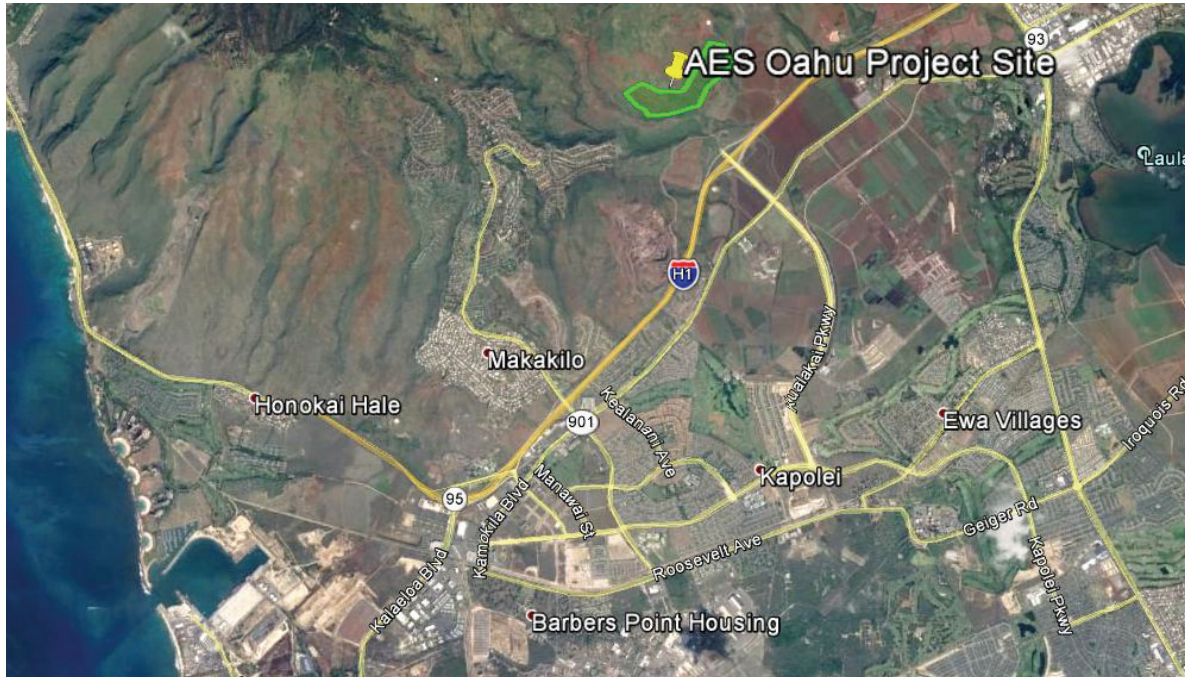 93
AES Oahu Project Site
Laula
H1
Kualakai Pkwy
Makakilo
Honokai Hale
901
Kealanani Ave
Ewa Villages
Iroquois Rd
Kapolei
95
Manawai St
Kamokila Blvd
Geiger Rd
Roosevelt Ave
Kalaeloa Blvd
Kapolei Pkwy
Barbers Point Housing